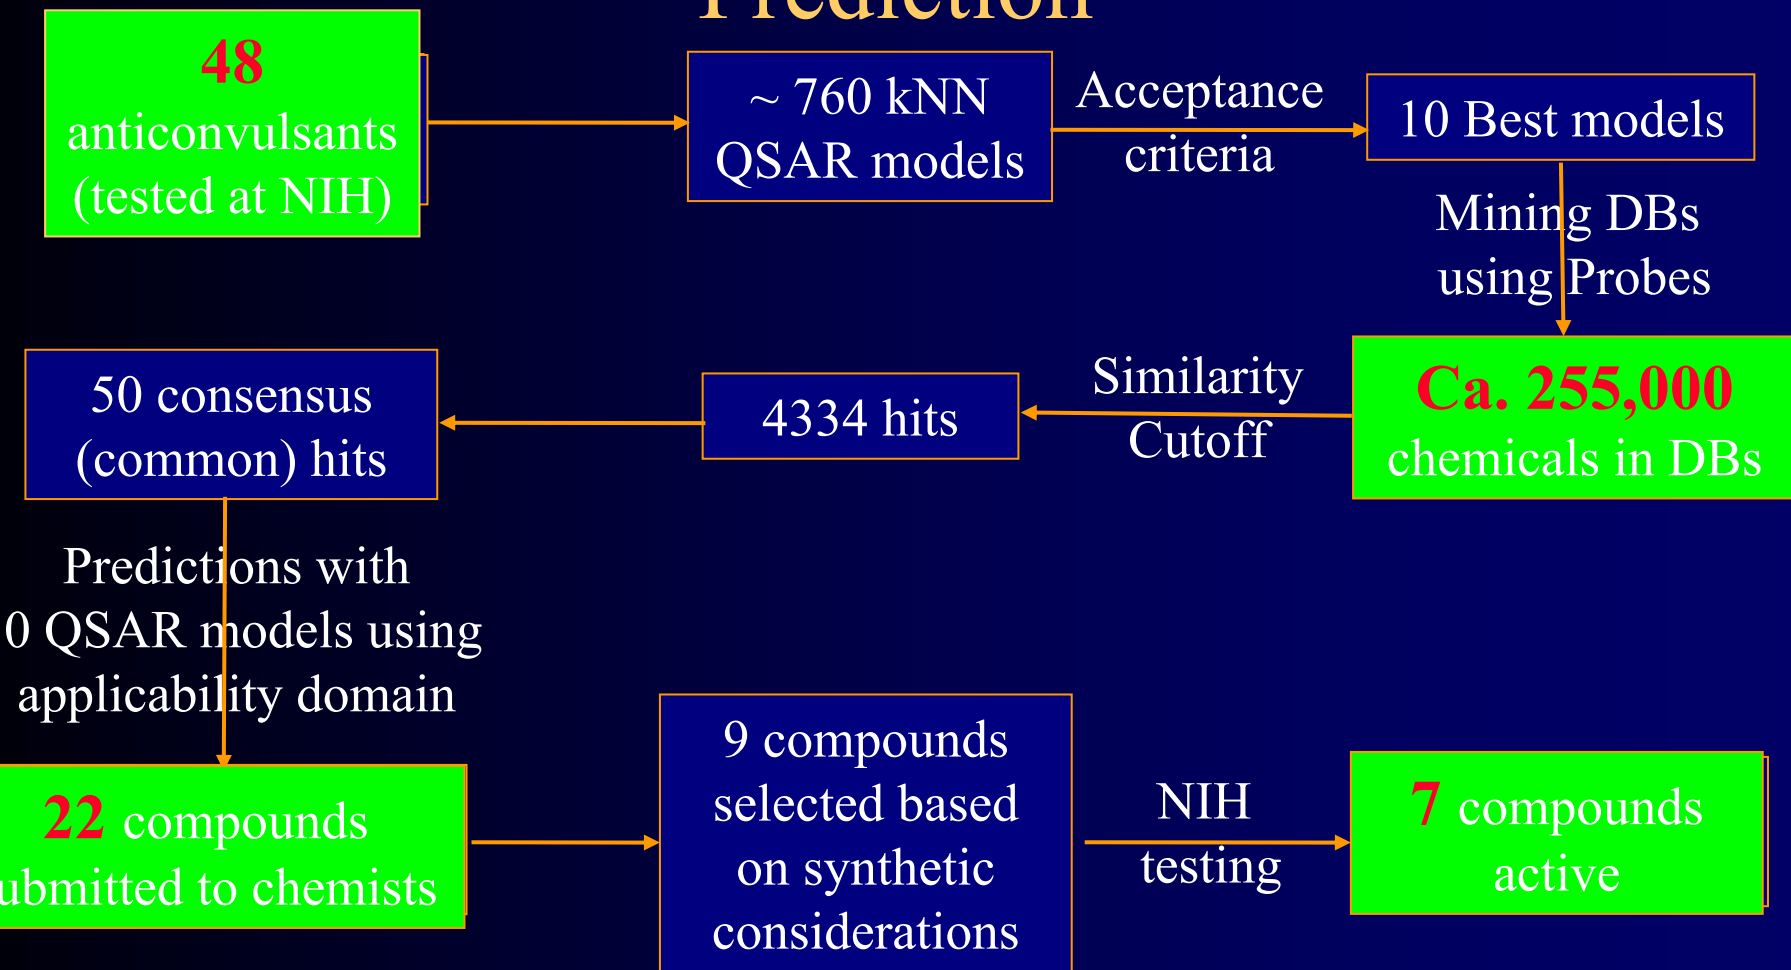 Prediction
48
anticonvulsants
(tested at NIH)
~ 760 kNN
QSAR models
Acceptance
criteria
10 Best models
Mining DBs
using Probes
Ca. 255,000
chemicals in DBs
Similarity
Cutoff
4334 hits
50 consensus
(common) hits
Predictions with
0 QSAR models using
applicability domain
22 compounds
ubmitted to chemists
9 compounds
selected based
on synthetic
considerations
NIH
testing
7 compounds
active